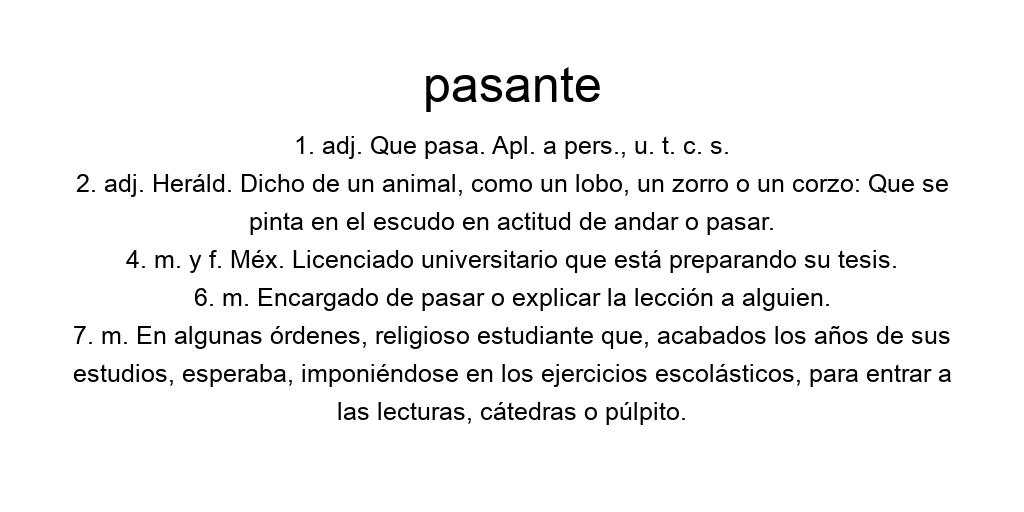 pasante
1. adj. Que pasa. Apl. a pers., u. t. c. s.
2. adj. Heráld. Dicho de un animal, como un lobo, un zorro o un corzo: Que se
pinta en el escudo en actitud de andar o pasar.
4. m. y f. Méx. Licenciado universitario que está preparando su tesis.
6. m. Encargado de pasar o explicar la lección a alguien.
7. m. En algunas órdenes, religioso estudiante que, acabados los años de sus
estudios, esperaba, imponiéndose en los ejercicios escolásticos, para entrar a
las lecturas, cátedras o púlpito.